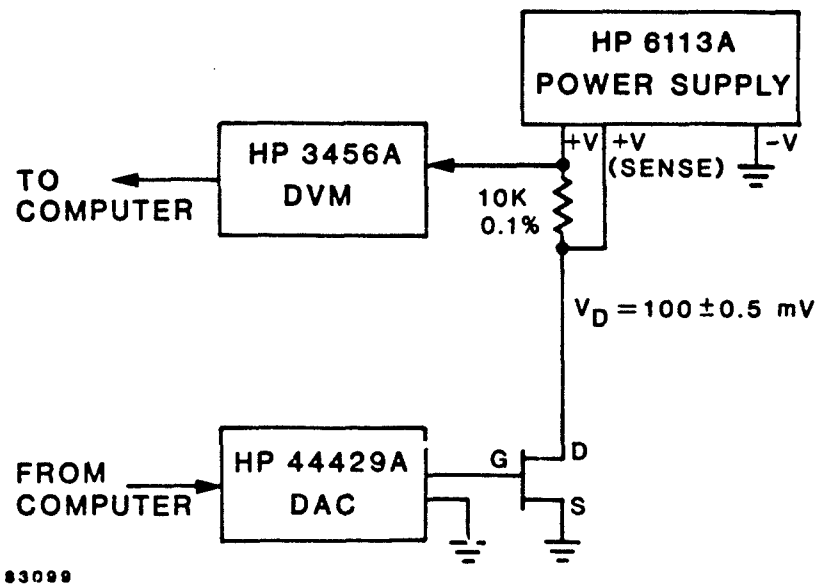 HP 6113A
POWER SUPPLY
+V +V -V
(SENSE)
HP 3456A
DVM
TO
COMPUTER
10K
0.1%
V_D = 100 ± 0.5 mV
HP 44429A
DAC
FROM
COMPUTER
G
D
S
83099